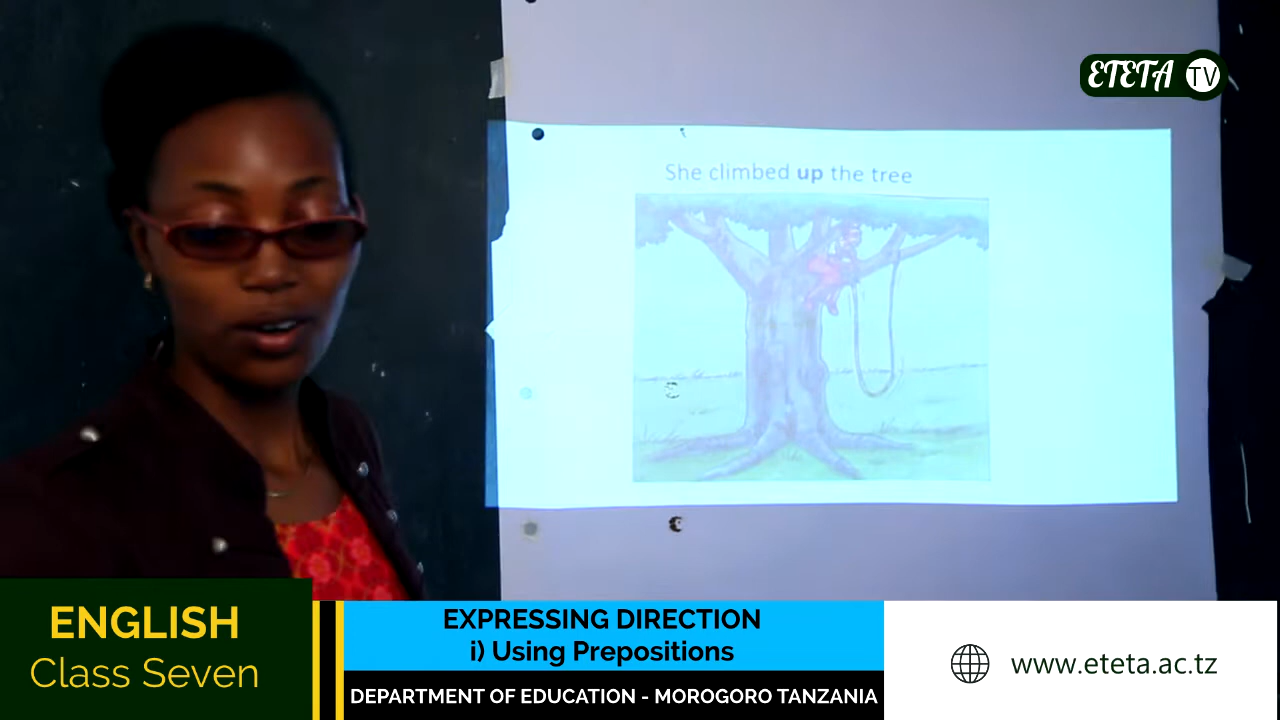 ETETA TV
She climbed up the tree
ENGLISH
Class Seven
EXPRESSING DIRECTION
i) Using Prepositions
DEPARTMENT OF EDUCATION - MOROGORO TANZANIA
www.eteta.ac.tz